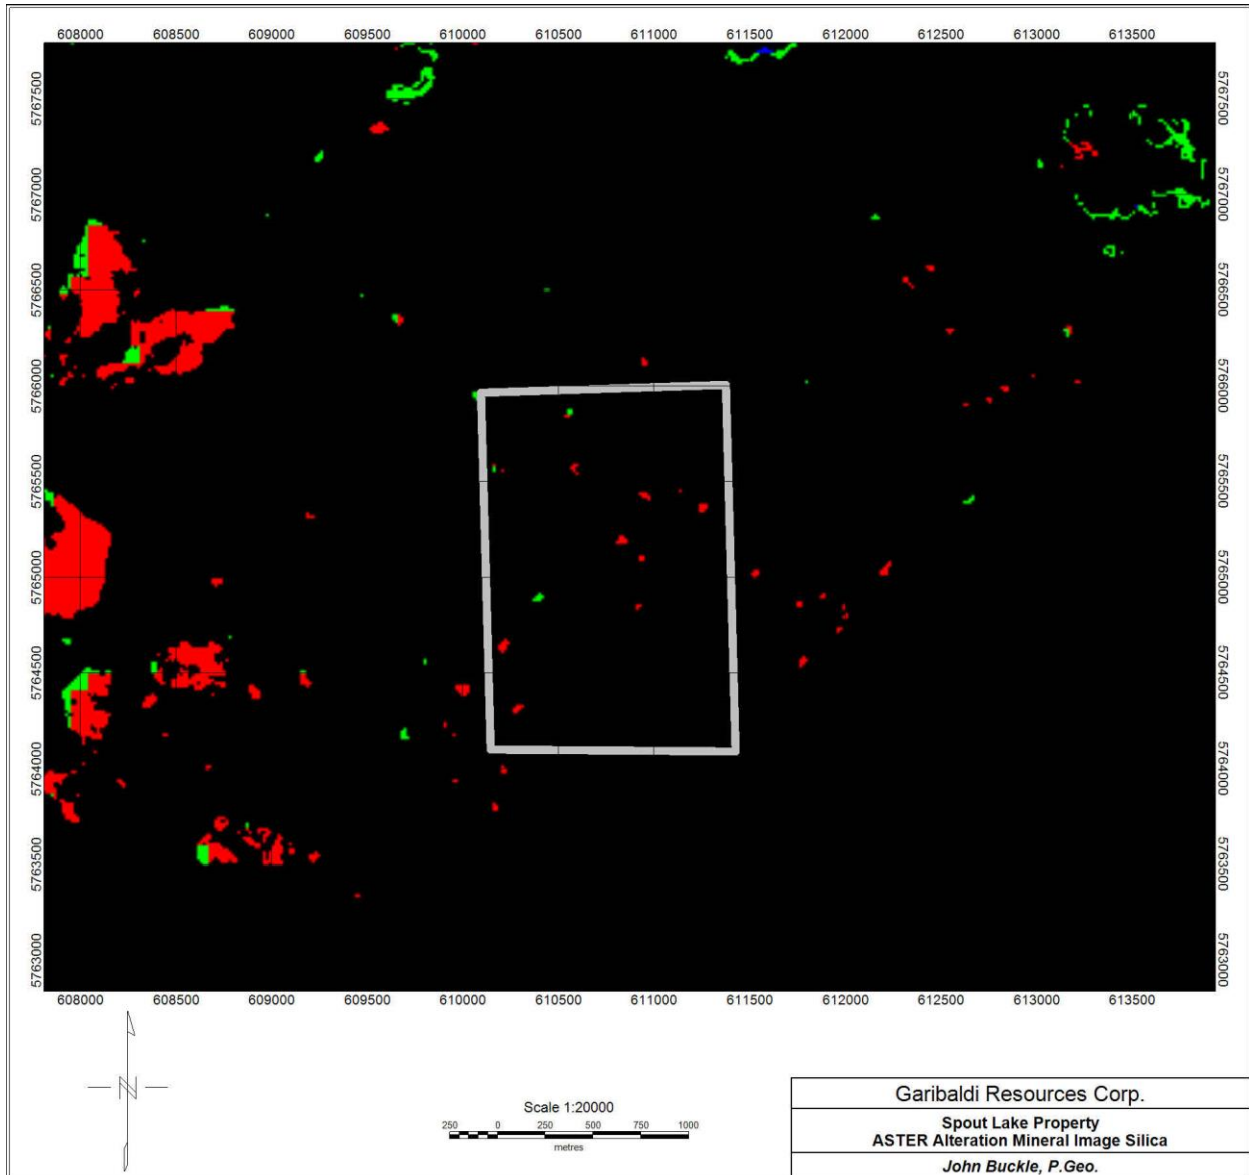 608000 608500 609000 609500 610000 610500 611000 611500 612000 612500 613000 613500
5767500 5767500
5767000 5767000
5766500 5766500
5766000 5766000
5765500 5765500
5765000 5765000
5764500 5764500
5764000 5764000
5763500 5763500
5763000 5763000
608000 608500 609000 609500 610000 610500 611000 611500 612000 612500 613000 613500
N
Scale 1:20000
250 0 250 500 750 1000
metres
Garibaldi Resources Corp.
Spout Lake Property
ASTER Alteration Mineral Image Silica
John Buckle, P.Geo.